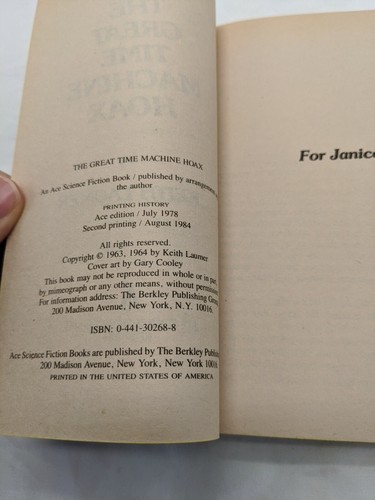 THE GREAT TIME MACHINE HOAX
An Ace Science Fiction Book / published by arrangement
the author
PRINTING HISTORY
Ace edition / July 1978
Second printing / August 1984
All rights reserved.
Copyright © 1963, 1964 by Keith Laumer
Cover art by Gary Cooley
This book may not be reproduced in whole or in part,
by mimeograph or any other means, without permission.
For information address: The Berkley Publishing
200 Madison Avenue, New York, N.Y. 10016.
ISBN: 0-441-30268-8
Ace Science Fiction Books are published by The Berkley
200 Madison Avenue, New York, New York 10016.
PRINTED IN THE UNITED STATES OF AMERICA
For Janice